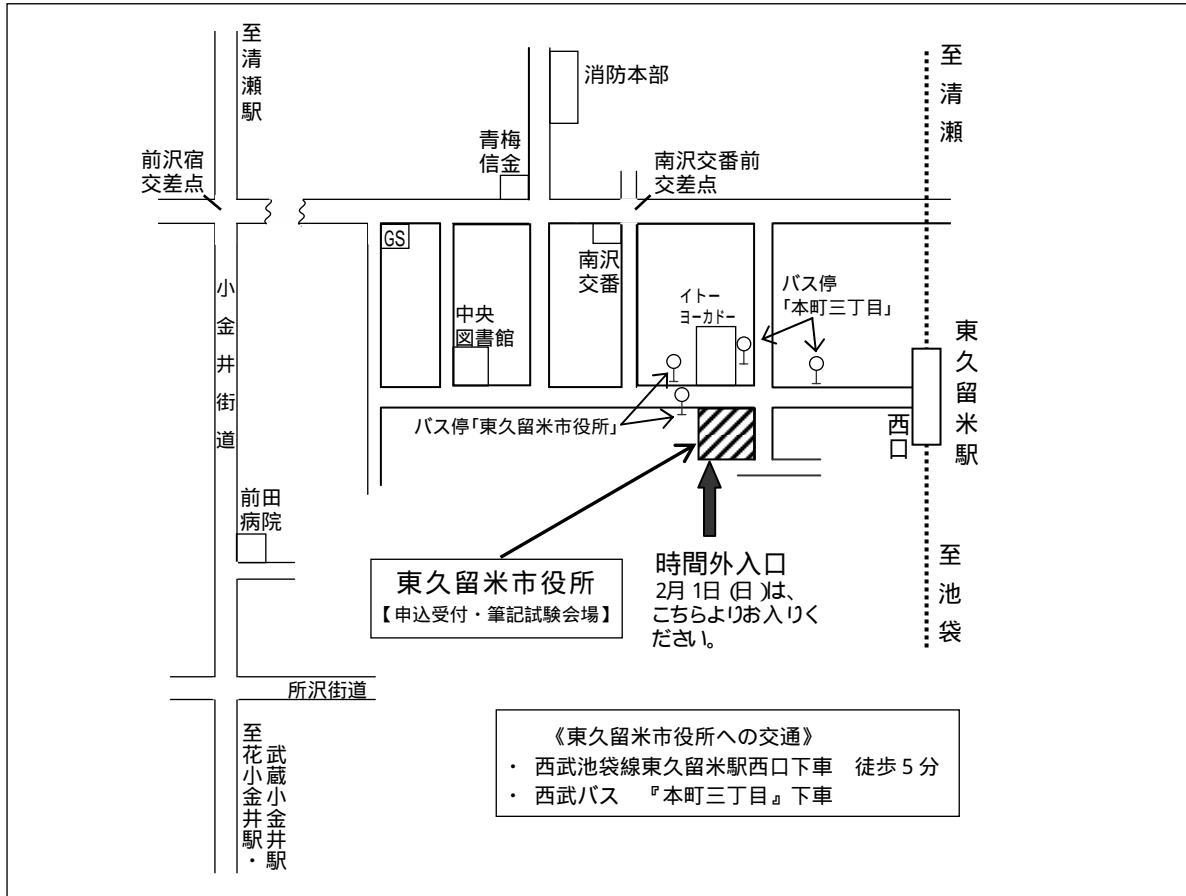 至清瀬駅
消防本部
至清瀬
青梅
信金
前沢宿
交差点
南沢交番前
交差点
GS
南沢
交番
バス停
「本町三丁目」
イトー
ヨーカドー
中央
図書館
小金井街道
東久留米駅
西口
バス停「東久留米市役所」
前田
病院
時間外入口
2月1日(日)は、
こちらよりお入りく
ださい。
東久留米市役所
【申込受付・筆記試験会場】
至池袋
所沢街道
武蔵小金井駅
至花小金井駅・
《東久留米市役所への交通》
・ 西武池袋線東久留米駅西口下車 徒歩5分
・ 西武バス 『本町三丁目』下車